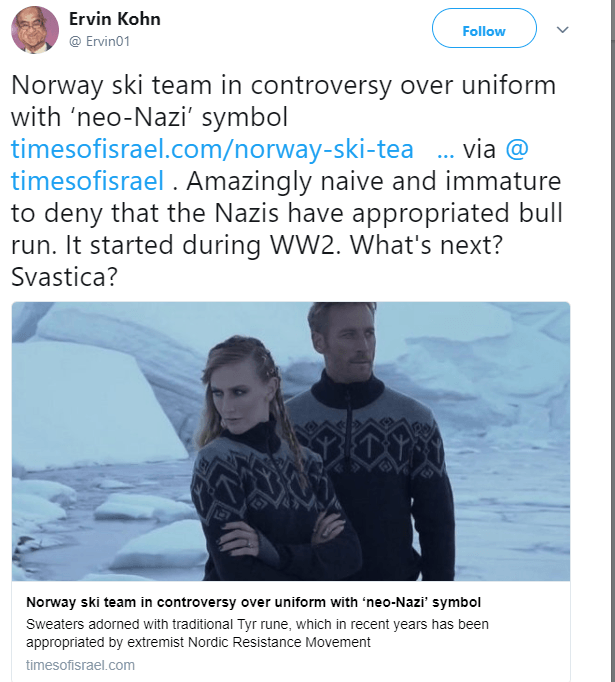 Ervin Kohn
@ Ervin01
Follow
Norway ski team in controversy over uniform
with ‘neo-Nazi’ symbol
timesofisrael.com/norway-ski-tea ... via @
timesofisrael . Amazingly naive and immature
to deny that the Nazis have appropriated bull
run. It started during WW2. What's next?
Svastica?
Norway ski team in controversy over uniform with ‘neo-Nazi’ symbol
Sweaters adorned with traditional Tyr rune, which in recent years has been
appropriated by extremist Nordic Resistance Movement
timesofisrael.com